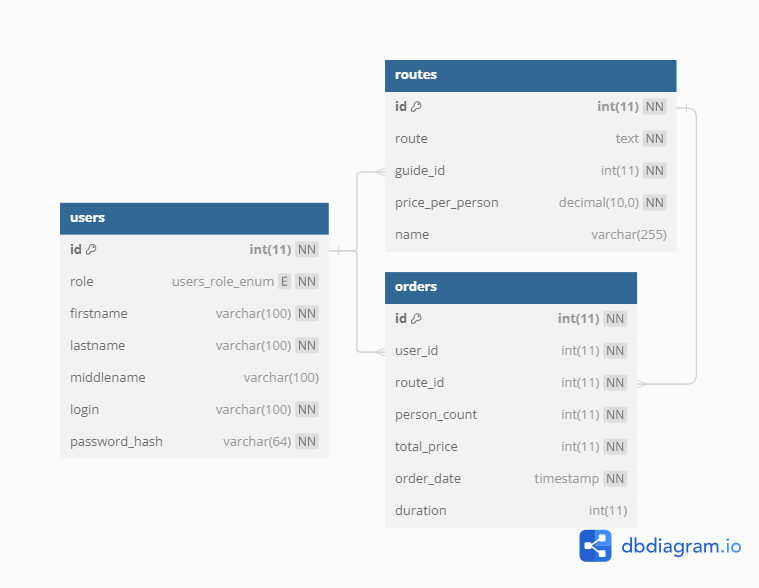 routes
id int(11) NN
route text NN
guide_id int(11) NN
price_per_person decimal(10,0) NN
name varchar(255)
users
id int(11) NN
role users_role_enum E NN
firstname varchar(100) NN
lastname varchar(100) NN
middlename varchar(100)
login varchar(100) NN
password_hash varchar(64) NN
orders
id int(11) NN
user_id int(11) NN
route_id int(11) NN
person_count int(11) NN
total_price int(11) NN
order_date timestamp NN
duration int(11)
dbdiagram.io